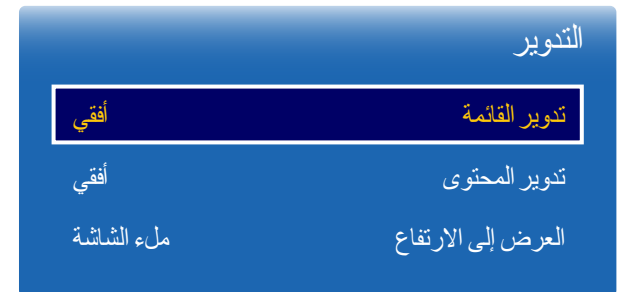 التدوير
تدوير القائمة أفقي
تدوير المحتوى أفقي
العرض إلى الارتفاع ملء الشاشة